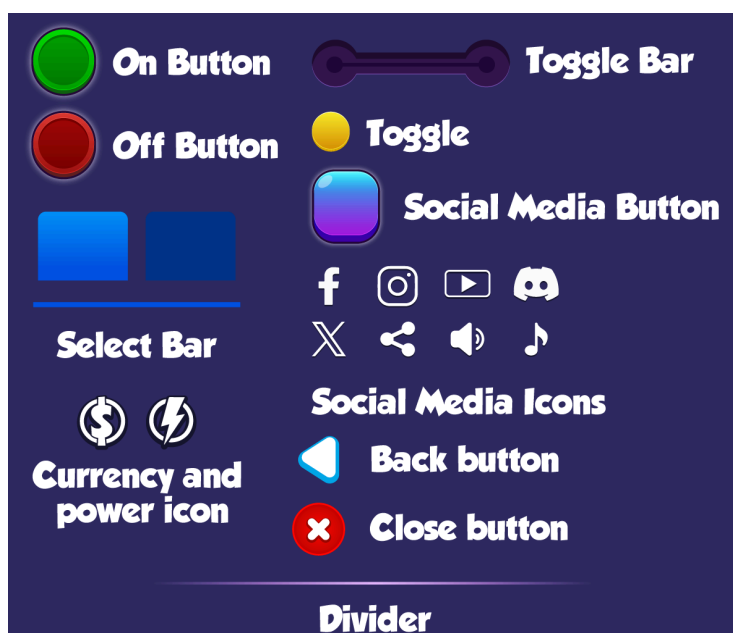 On Button
Toggle Bar
Off Button
Toggle
Social Media Button
Select Bar
Social Media Icons
$
Currency and
power icon
Back button
Close button
Divider